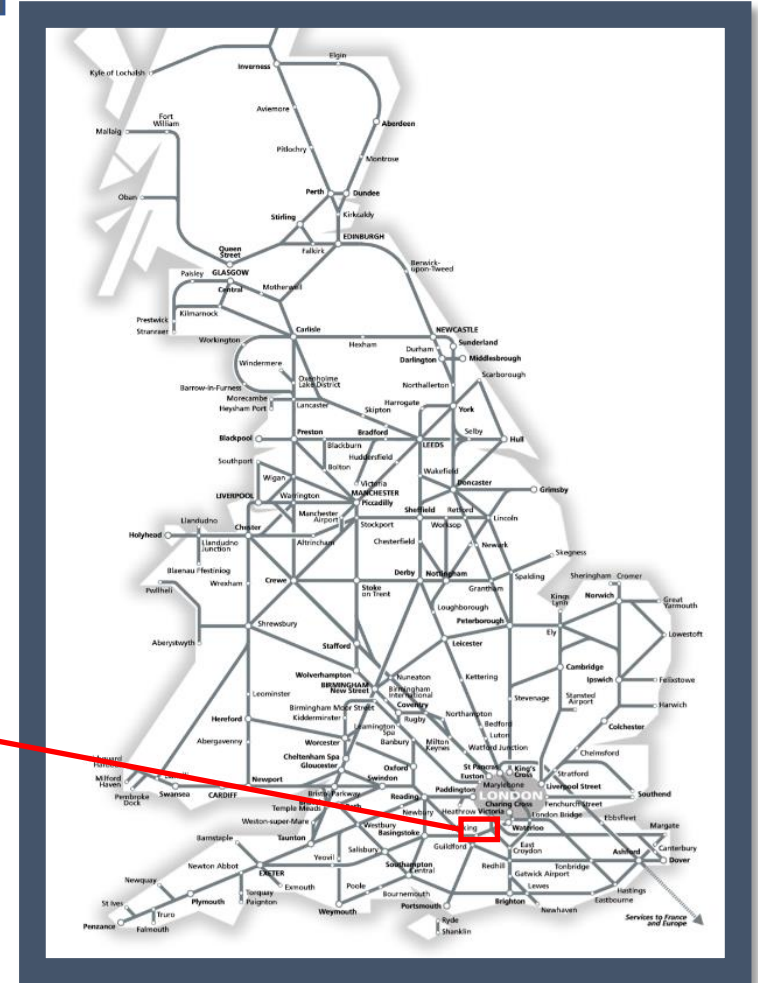 Elgin
Inverness
Kyle of Lochalsh
Aviemore
Fort
William
Mallaig
Aberdeen
Pitlochry
Montrose
Perth
Dundee
Oban
Stirling
Kirkcaldy
EDINBURGH
Queen
Street
Falkirk
Berwick-
upon-Tweed
Paisley
GLASGOW
Central
Motherwell
Prestwick
Kilmarnock
Stranraer
Carlisle
NEWCASTLE
Workington
Hexham
Sunderland
Durham
Darlington
Middlesbrough
Windermere
Scarborough
Oxenholme
Lake District
Barrow-in-Furness
Northallerton
Morecambe
Heysham Port
Lancaster
Harrogate
York
Skipton
Blackpool
Preston
Bradford
LEEDS
Selby
Hull
Blackburn
Huddersfield
Southport
Bolton
Wakefield
Wigan
Victoria
Doncaster
LIVERPOOL
Warrington
MANCHESTER
Piccadilly
Grimsby
Manchester
Airport
Sheffield
Retford
Llandudno
Chester
Stockport
Worksop
Lincoln
Holyhead
Llandudno
Junction
Altrincham
Chesterfield
Newark
Skegness
Blaenau Ffestiniog
Wrexham
Crewe
Derby
Nottingham
Spalding
Sheringham
Cromer
Pwllheli
Stoke
on Trent
Grantham
Kings
Lynn
Norwich
Great
Yarmouth
Loughborough
Shrewsbury
Peterborough
Ely
Lowestoft
Aberystwyth
Stafford
Leicester
Wolverhampton
Nuneaton
Kettering
Cambridge
BIRMINGHAM
New Street
Birmingham
International
Ipswich
Felixstowe
Leominster
Coventry
Stevenage
Stansted
Airport
Birmingham Moor Street
Harwich
Hereford
Kidderminster
Rugby
Northampton
Bedford
Leamington
Spa
Colchester
Abergavenny
Worcester
Banbury
Milton
Keynes
Luton
Watford Junction
Chelmsford
Cheltenham Spa
Gloucester
Oxford
St Pancras
King's
Cross
Euston
Stratford
Milford
Haven
Newport
Swindon
Marylebone
Liverpool Street
Pembroke
Dock
Swansea
CARDIFF
Parkway
Reading
Paddington
LONDON
Southend
Temple Meads
Newbury
Heathrow
Victoria
Charing Cross
Fenchurch Street
London Bridge
Weston-super-Mare
Westbury
Basingstoke
Waterloo
Ebbsfleet
Margate
Barnstaple
Taunton
Salisbury
Guildford
East
Croydon
Canterbury
Newton Abbot
Yeovil
Southampton
Central
Redhill
Tonbridge
Ashford
Dover
EXETER
Gatwick Airport
Newquay
Exmouth
Poole
Lewes
Hastings
Torquay
Paignton
Bournemouth
Eastbourne
St Ives
Plymouth
Weymouth
Portsmouth
Brighton
Newhaven
Truro
Penzance
Falmouth
Ryde
Shanklin
Services to France
and Europe